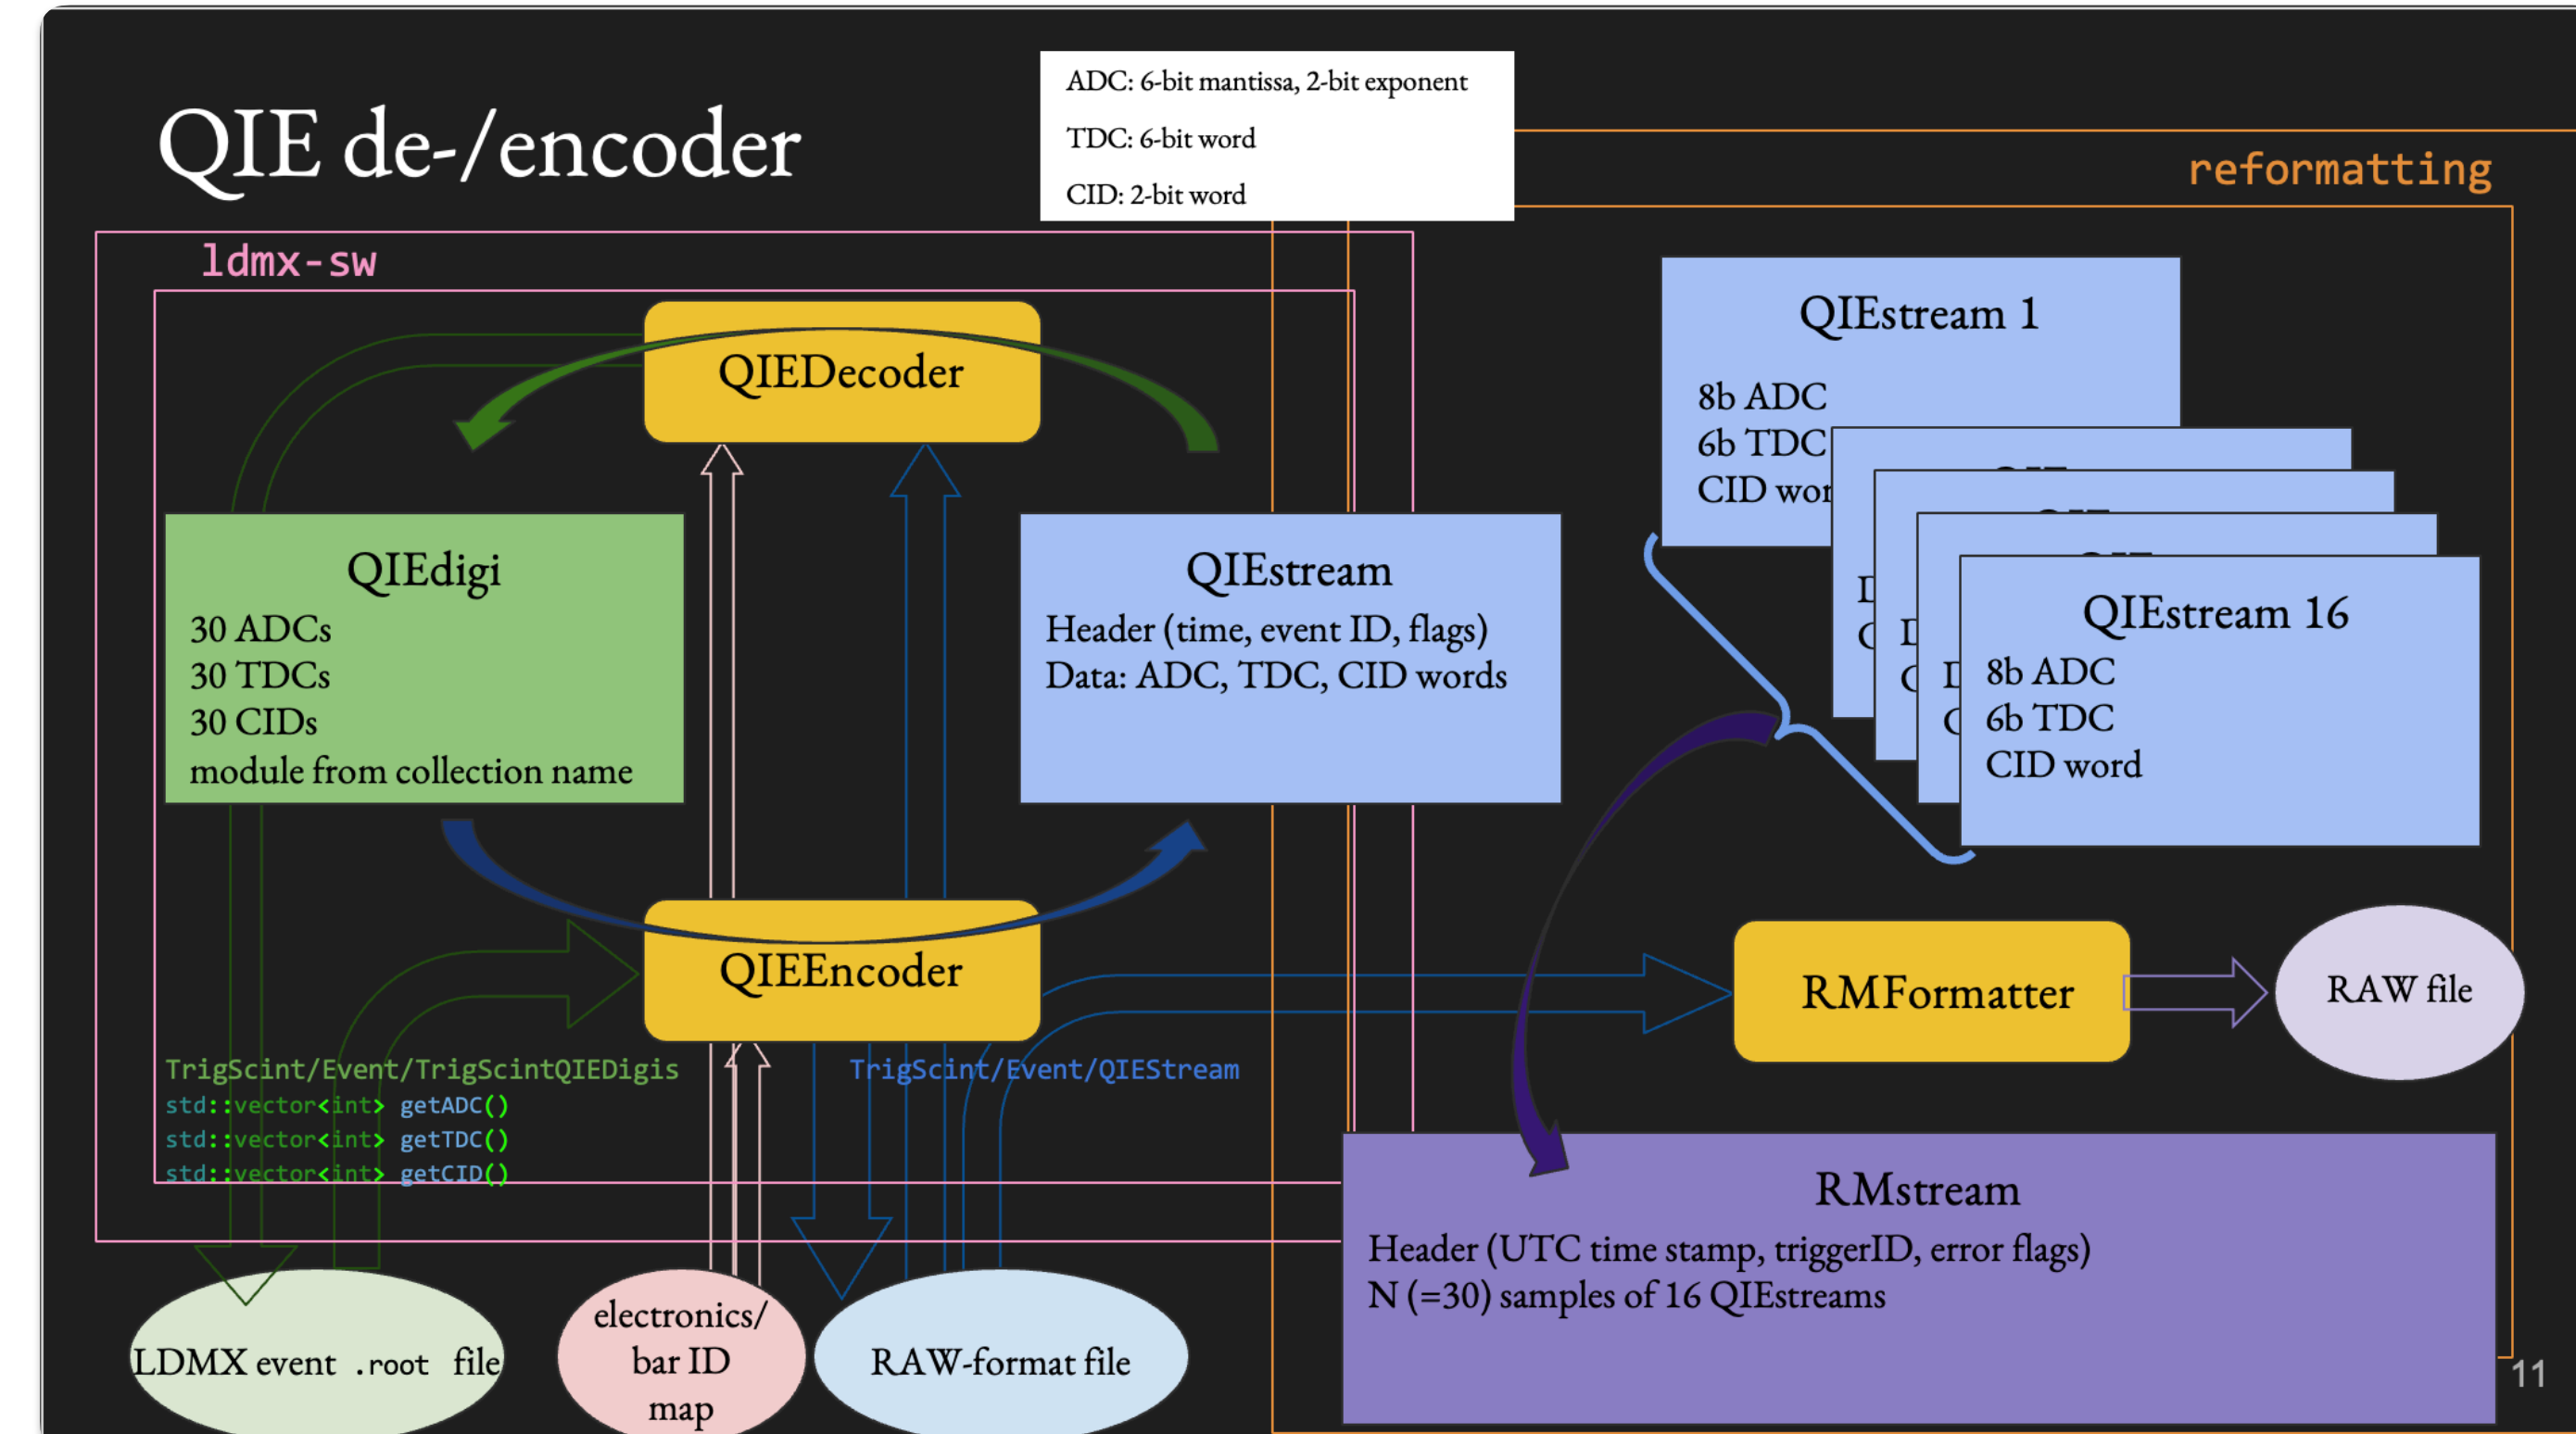 QIE de-/encoder
ADC: 6-bit mantissa, 2-bit exponent
TDC: 6-bit word
CID: 2-bit word
reformatting
ldmx-sw
QIEDecoder
QIEdigi
30 ADCs
30 TDCs
30 CIDs
module from collection name
QIEstream
Header (time, event ID, flags)
Data: ADC, TDC, CID words
QIEstream 1
8b ADC
6b TDC
CID
QIEstream 16
8b ADC
6b TDC
CID word
QIEEncoder
RMFormatter
RAW file
TrigScint/Event/TrigScintQIEDigis
std::vector<int> getADC()
std::vector<int> getTDC()
std::vector<int> getCID()
TrigScint/Event/QIEStream
RMstream
Header (UTC time stamp, triggerID, error flags)
N (=30) samples of 16 QIEstreams
LDMX event .root file
electronics/
bar ID
map
RAW-format file
11